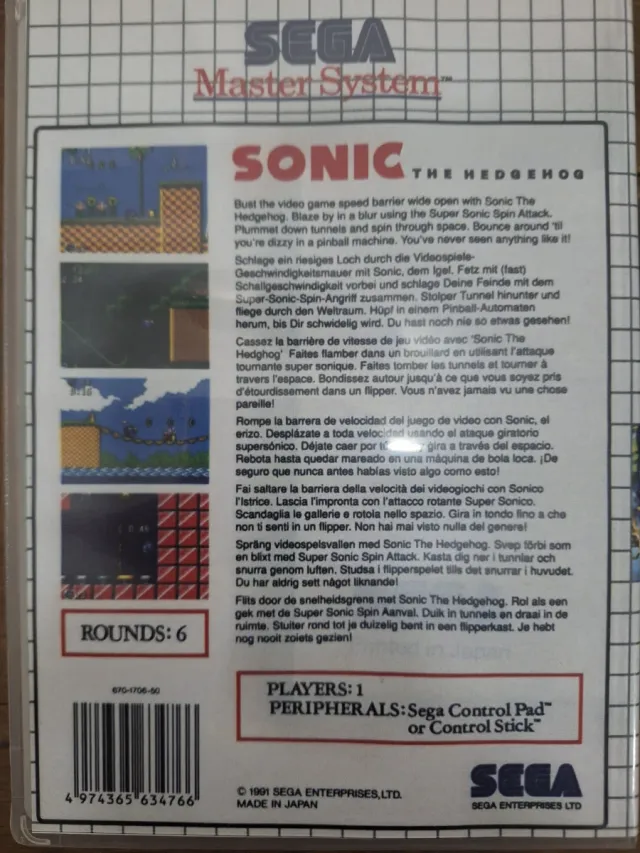 SEGA
Master System™
SONIC THE HEDGEHOG
Bust the video game speed barrier wide open with Sonic The
Hedgehog. Blaze by in a blur using the Super Sonic Spin Attack.
Plummet down tunnels and spin through space. Bounce around 'til
you're dizzy in a pinball machine. You've never seen anything like it!
Schlage ein riesiges Loch durch die Videospiele-
Geschwindigkeitsmauer mit Sonic, dem Igel. Fetz mit (fast)
Schallgeschwindigkeit vorbei und schlage Deine Feinde mit dem
Super-Sonic-Spin-Angriff zusammen. Stolper Tunnel hinunter und
fliege durch den Weltraum. Hüpf in einem Pinball-Automaten
herum, bis Dir schwidelig wird. Du hast noch nie so etwas gesehen!
Cassez la barrière de vitesse de jeu vidéo avec 'Sonic The
Hedghog' Faites flamber dans un brouillard en utilisant l'attaque
tournante super sonique. Faites tomber les tunnels et tourner à
travers l'espace. Bondissez autour jusqu'à ce que vous soyez pris
d'étourdissement dans un flipper. Vous n'avez jamais vu une chose
pareille!
Rompe la barrera de velocidad del juego de video con Sonic, el
erizo. Desplázate a toda velocidad usando el ataque giratorio
supersónico. Déjate caer por gira a través del espacio.
Rebota hasta quedar mareado en una máquina de bola loca. ¡De
seguro que nunca antes habías visto algo como esto!
Fai saltare la barriera della velocità dei videogiochi con Sonico
l'Istrice. Lascia l'impronta con l'attacco rotante Super Sonico.
Scandaglia le gallerie e rotola nello spazio. Gira in tondo fino a che
non ti senti in un flipper. Non hai mai visto nulla del genere!
Spräng videospelsvallen med Sonic The Hedgehog. Svep förbi som
en blixt med Super Sonic Spin Attack. Kasta dig ner i tunnlar och
snurra genom luften. Studsa i flipperspelet tills det snurrar i huvudet.
Du har aldrig sett något liknande!
Flits door de snelheidsgrens met Sonic The Hedgehog. Rol als een
gek met de Super Sonic Spin Aanval. Duik in tunnels en draai in de
ruimte. Stuiter rond tot je duizelig bent in een flipperkast. Je hebt
nog nooit zoiets gezien!
ROUNDS: 6
670-1706-50
4 974365 634766
PLAYERS: 1
PERIPHERALS: Sega Control Pad™
or Control Stick™
© 1991 SEGA ENTERPRISES, LTD.
MADE IN JAPAN
SEGA
SEGA ENTERPRISES LTD